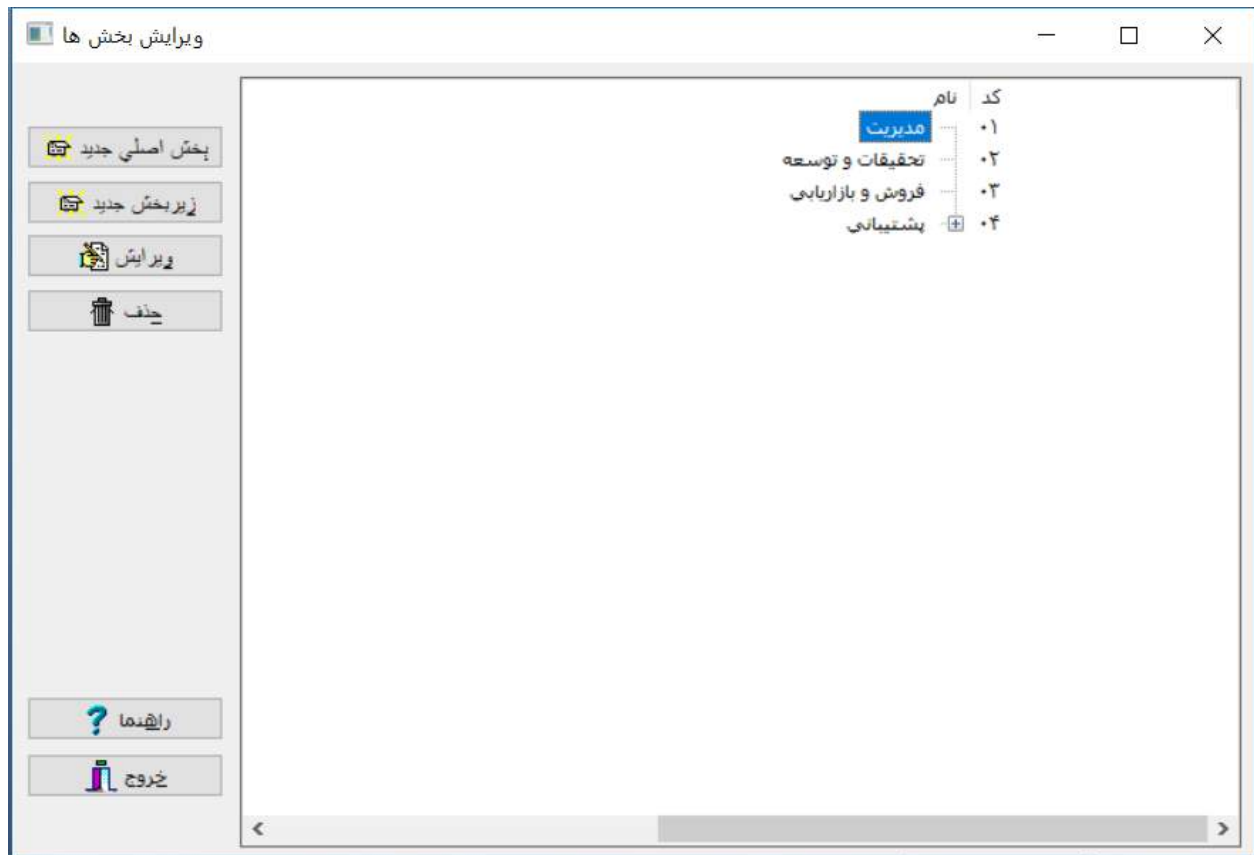 ویرایش بخش ها
کد نام
۰۱ مدیریت
۰۲ تحقیقات و توسعه
۰۳ فروش و بازاریابی
۰۴ پشتیبانی
بخش اصلی جدید
زیربخش جدید
ویرایش
حذف
راهنما
خروج